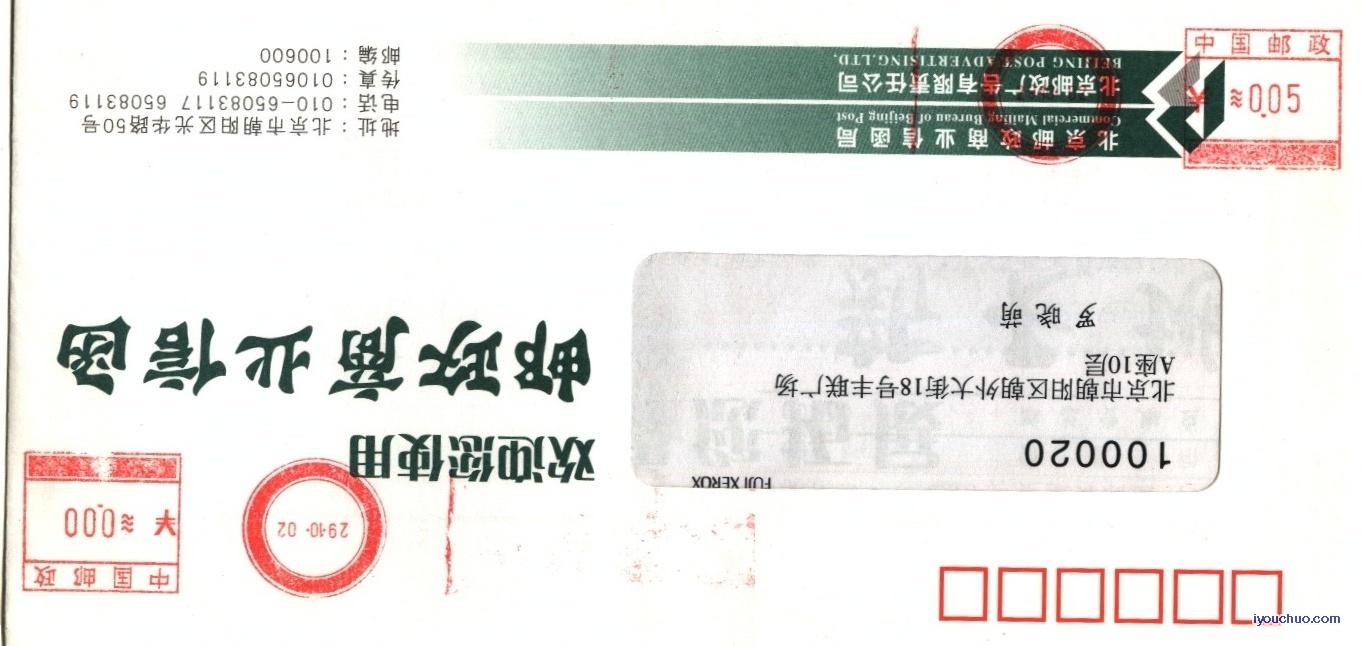 100020
北京市朝阳区朝外大街18号丰联广场
A座10层
罗晓萌
FUJI XEROX
欢迎您使用
邮政商业信函
北京邮政商业信函局
Commercial Mailing Bureau of Beijing Post
北京邮政广告有限责任公司
BEIJING POST ADVERTISING.LTD.
地址：北京市朝阳区光华路50号
电话：010-65083117 65083119
传真：01065083119
邮编：100600
中国邮政
≈0.05
中国邮政
≈0.00
29·10·02
iyouchuo.com